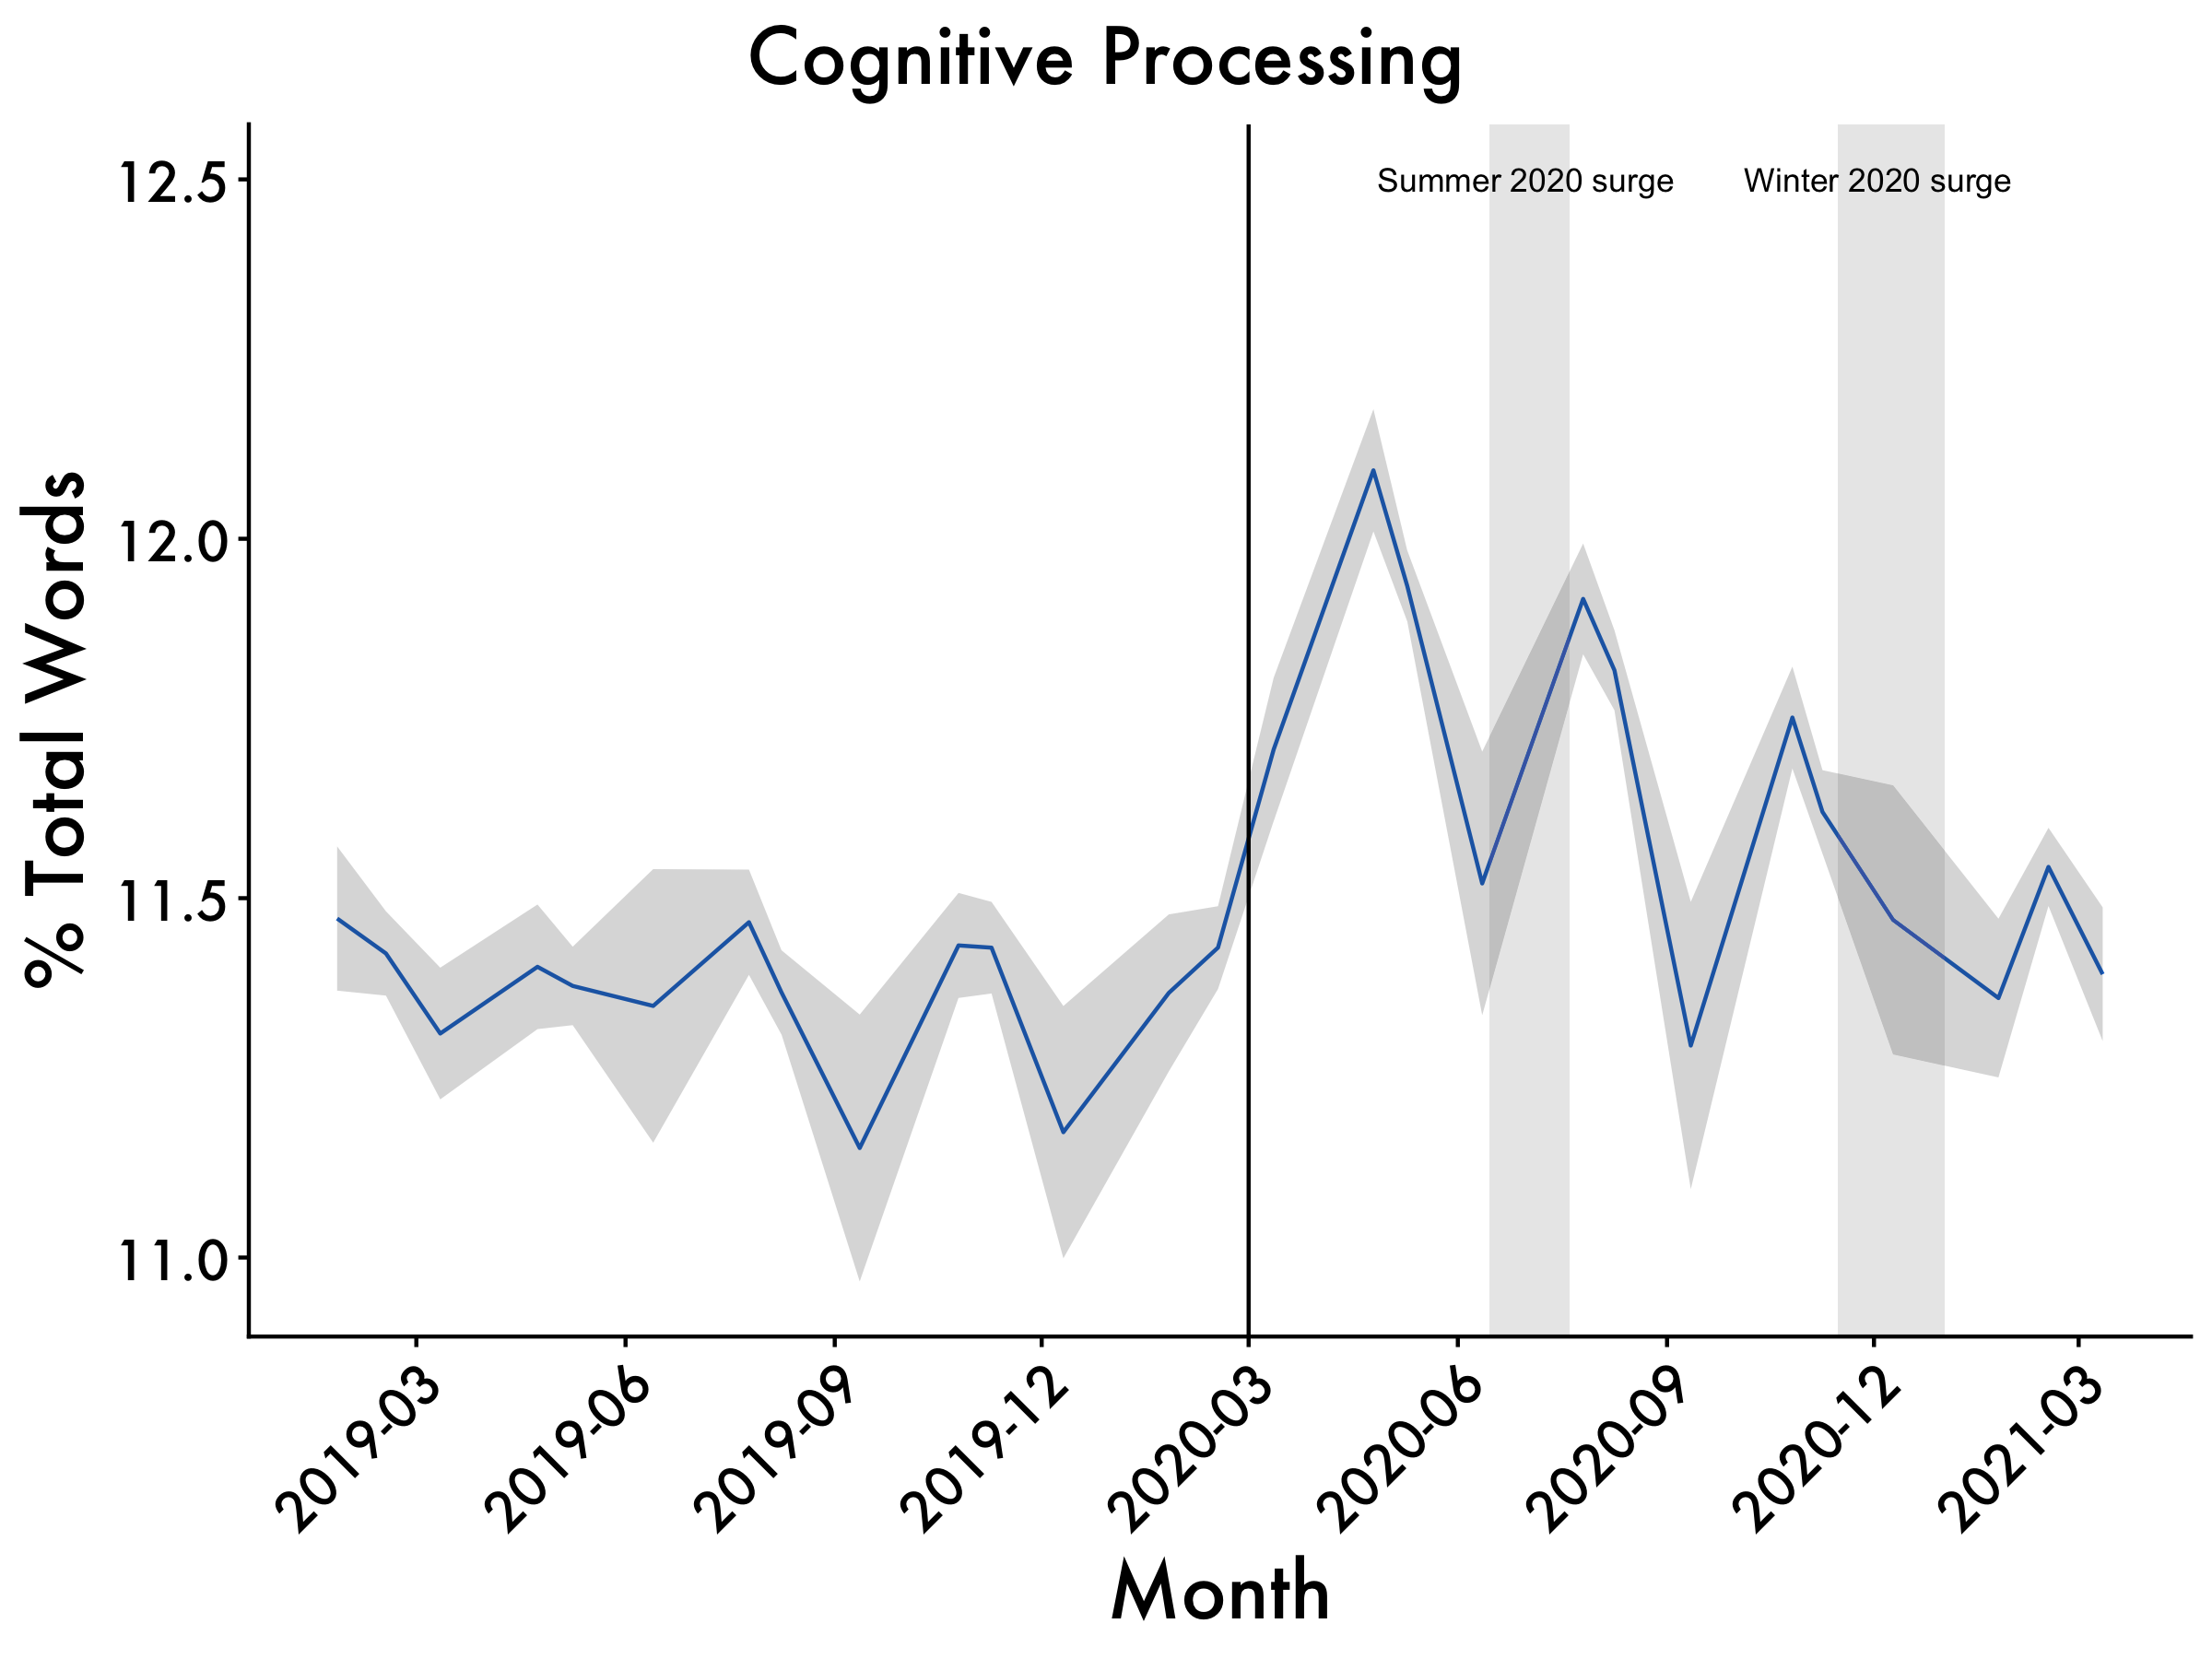 Cognitive Processing
% Total Words
12.5
12.0
11.5
11.0
Summer 2020 surge
Winter 2020 surge
2019-03
2019-06
2019-09
2019-12
2020-03
2020-06
2020-09
2020-12
2021-03
Month